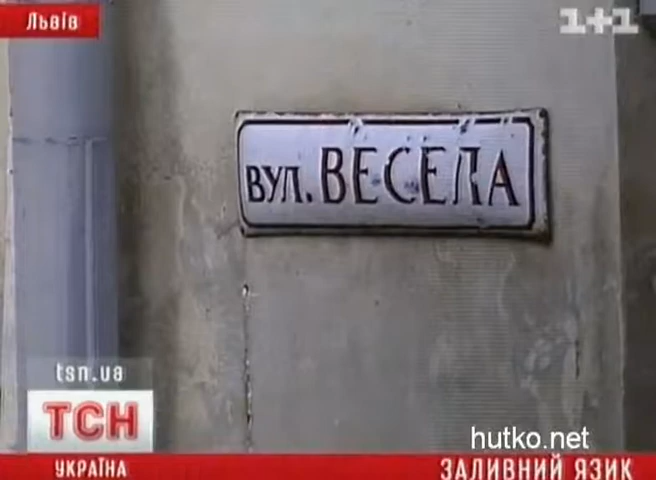 Львів
1+1
вул. ВЕСЕЛА
tsn.ua
ТСН
hutko.net
УКРАЇНА
ЗАЛИВНИЙ ЯЗИК